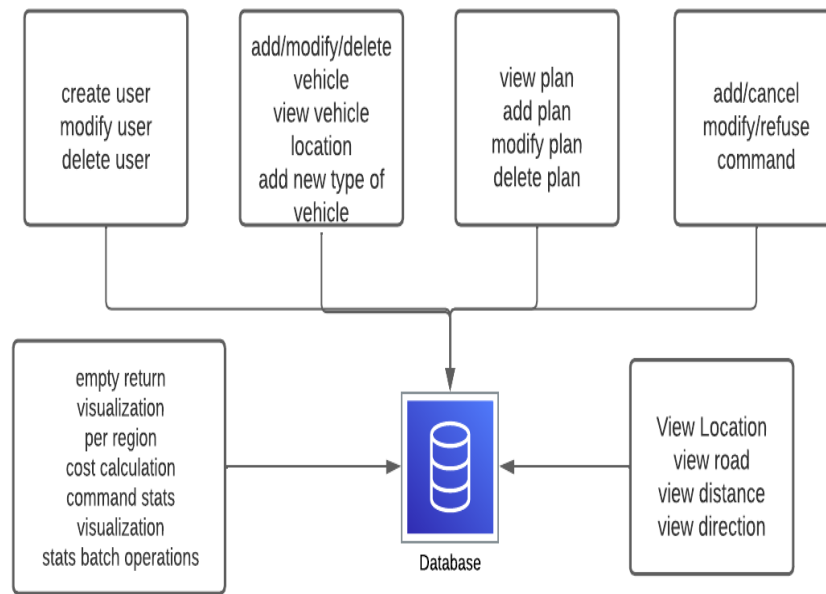 create user
modify user
delete user
add/modify/delete
vehicle
view vehicle
location
add new type of
vehicle
view plan
add plan
modify plan
delete plan
add/cancel
modify/refuse
command
empty return
visualization
per region
cost calculation
command stats
visualization
stats batch operations
View Location
view road
view distance
view direction
Database